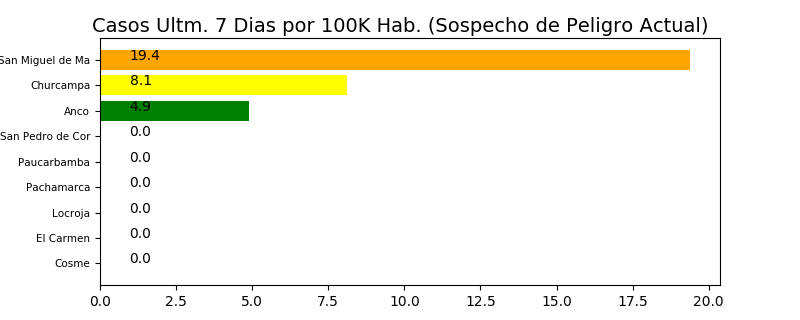 Casos Ultm. 7 Dias por 100K Hab. (Sospecho de Peligro Actual)
San Miguel de Ma 19.4
Churcampa 8.1
Anco 4.9
San Pedro de Cor 0.0
Paucarbamba 0.0
Pachamarca 0.0
Locroja 0.0
El Carmen 0.0
Cosme 0.0
0.0 2.5 5.0 7.5 10.0 12.5 15.0 17.5 20.0